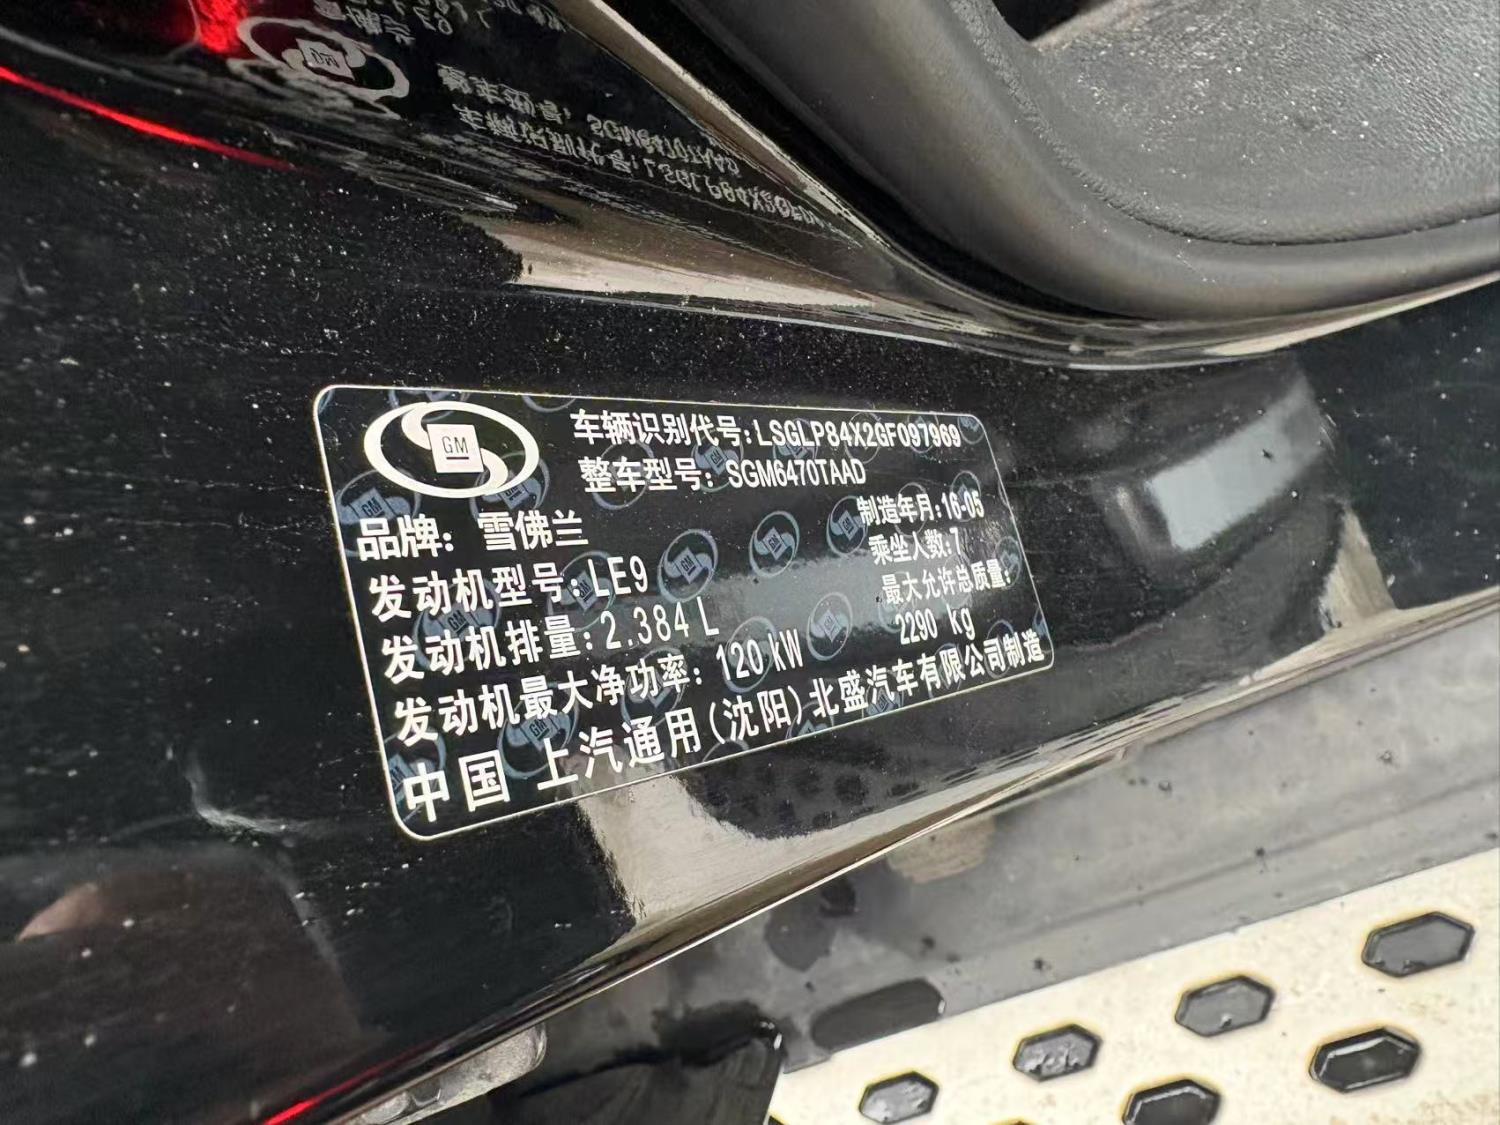 GM
车辆识别代号:LSGLP84X2GF097969
整车型号: SGM6470TAAD
品牌: 雪佛兰
制造年月:16-05
发动机型号:LE9
乘坐人数:7
发动机排量:2.384 L
最大允许总质量:
2290 kg
发动机最大净功率: 120 kW
中国 上汽通用(沈阳)北盛汽车有限公司制造